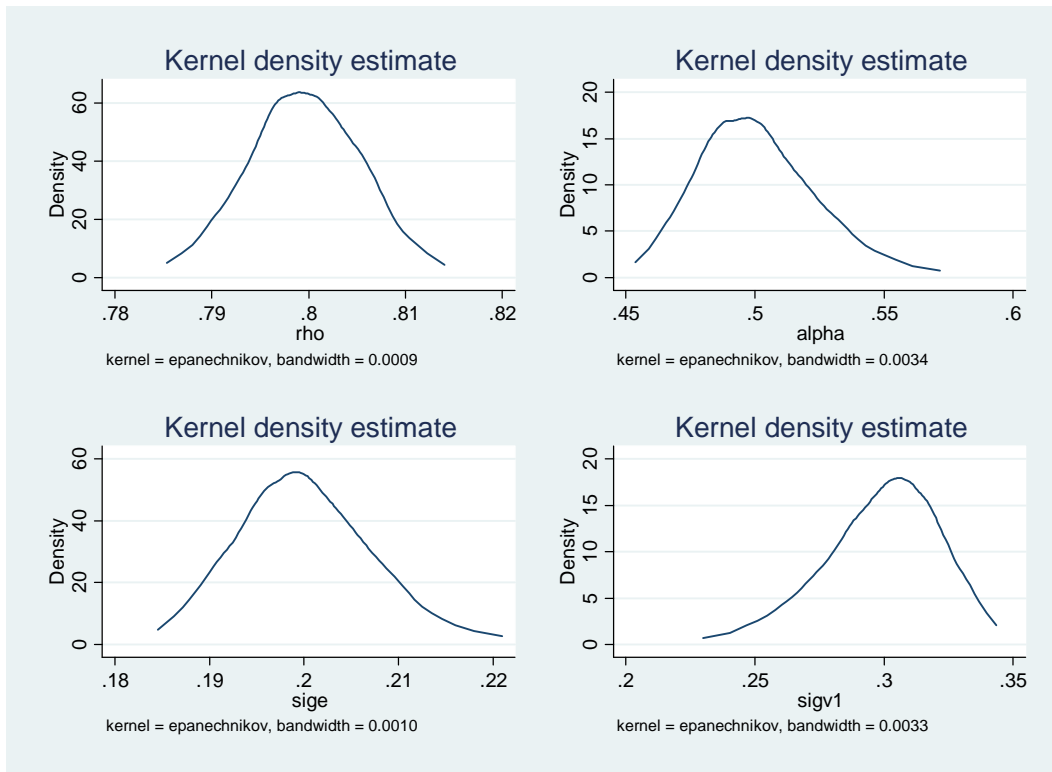 Kernel density estimate
Density
60
40
20
0
.78 .79 .8 .81 .82
rho
kernel = epanechnikov, bandwidth = 0.0009
Kernel density estimate
Density
20
15
10
5
0
.45 .5 .55 .6
alpha
kernel = epanechnikov, bandwidth = 0.0034
Kernel density estimate
Density
60
40
20
0
.18 .19 .2 .21 .22
sige
kernel = epanechnikov, bandwidth = 0.0010
Kernel density estimate
Density
20
15
10
5
0
.2 .25 .3 .35
sigv1
kernel = epanechnikov, bandwidth = 0.0033